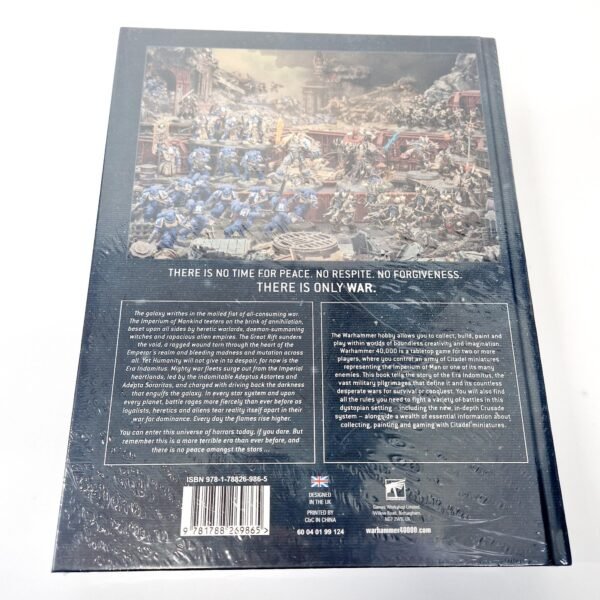 THERE IS NO TIME FOR PEACE. NO RESPITE. NO FORGIVENESS.
THERE IS ONLY WAR.
The galaxy writhes in the mailed fist of all-consuming war.
The Imperium of Mankind teeters on the brink of annihilation,
beset upon all sides by heretic warlords, daemon-summoning
witches and rapacious alien empires. The Great Rift sunders
the void, a ragged wound torn through the heart of the
Emperor's realm and bleeding madness and mutation across
all. Yet Humanity will not give in to despair, for now is the
Era Indomitus. Mighty war fleets surge out from the Imperial
heartlands, led by the indomitable Adeptus Astartes and
Adepta Sororitas, and charged with driving back the darkness
that engulfs the galaxy. In every star system and upon
every planet, battle rages more fiercely than ever before as
loyalists, heretics and aliens tear reality itself apart in their
war for dominance. Every day the flames rise higher.
You can enter this universe of horrors today, if you dare. But
remember this is a more terrible era than ever before, and
there is no peace amongst the stars ...
The Warhammer hobby allows you to collect, build, paint and
play within worlds of boundless creativity and imagination.
Warhammer 40,000 is a tabletop game for two or more
players, where you control an army of Citadel miniatures
representing the Imperium of Man or one of its many
enemies. This book tells the story of the Era Indomitus, the
vast military pilgrimages that define it and its countless
desperate wars for survival or conquest. You will also find
all the rules you need to fight a variety of battles in this
dystopian setting – including the new, in-depth Crusade
system – alongside a wealth of essential information about
collecting, painting and gaming with Citadel miniatures.
ISBN 978-1-78826-986-5
9 781788 269865 >
DESIGNED
IN THE UK
PRINTED BY
C&C IN CHINA
60 04 01 99 124
WARHAMMER
Games Workshop Limited,
Willow Road, Nottingham,
NG7 2WS, UK
warhammer40000.com